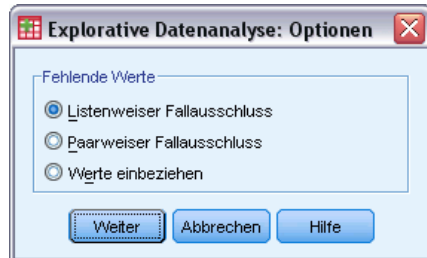 Explorative Datenanalyse: Optionen
Fehlende Werte
Listenweiser Fallausschluss
Paarweiser Fallausschluss
Werte einbeziehen
Weiter Abbrechen Hilfe